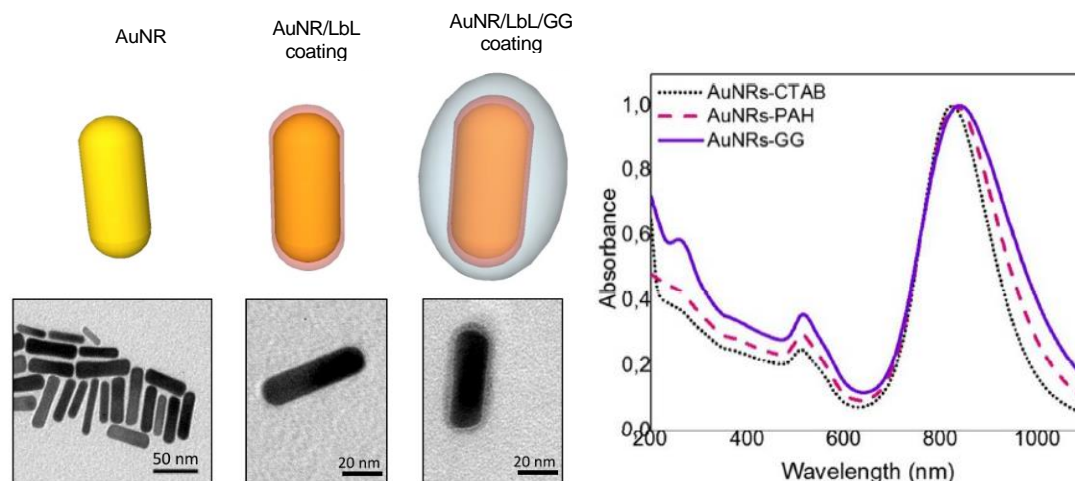 AuNR
AuNR/LbL
coating
AuNR/LbL/GG
coating
50 nm
20 nm
20 nm
AuNRs-CTAB
AuNRs-PAH
AuNRs-GG
1,0
0,8
0,6
0,4
0,2
0,0
Absorbance
200
400
600
800
1000
Wavelength (nm)